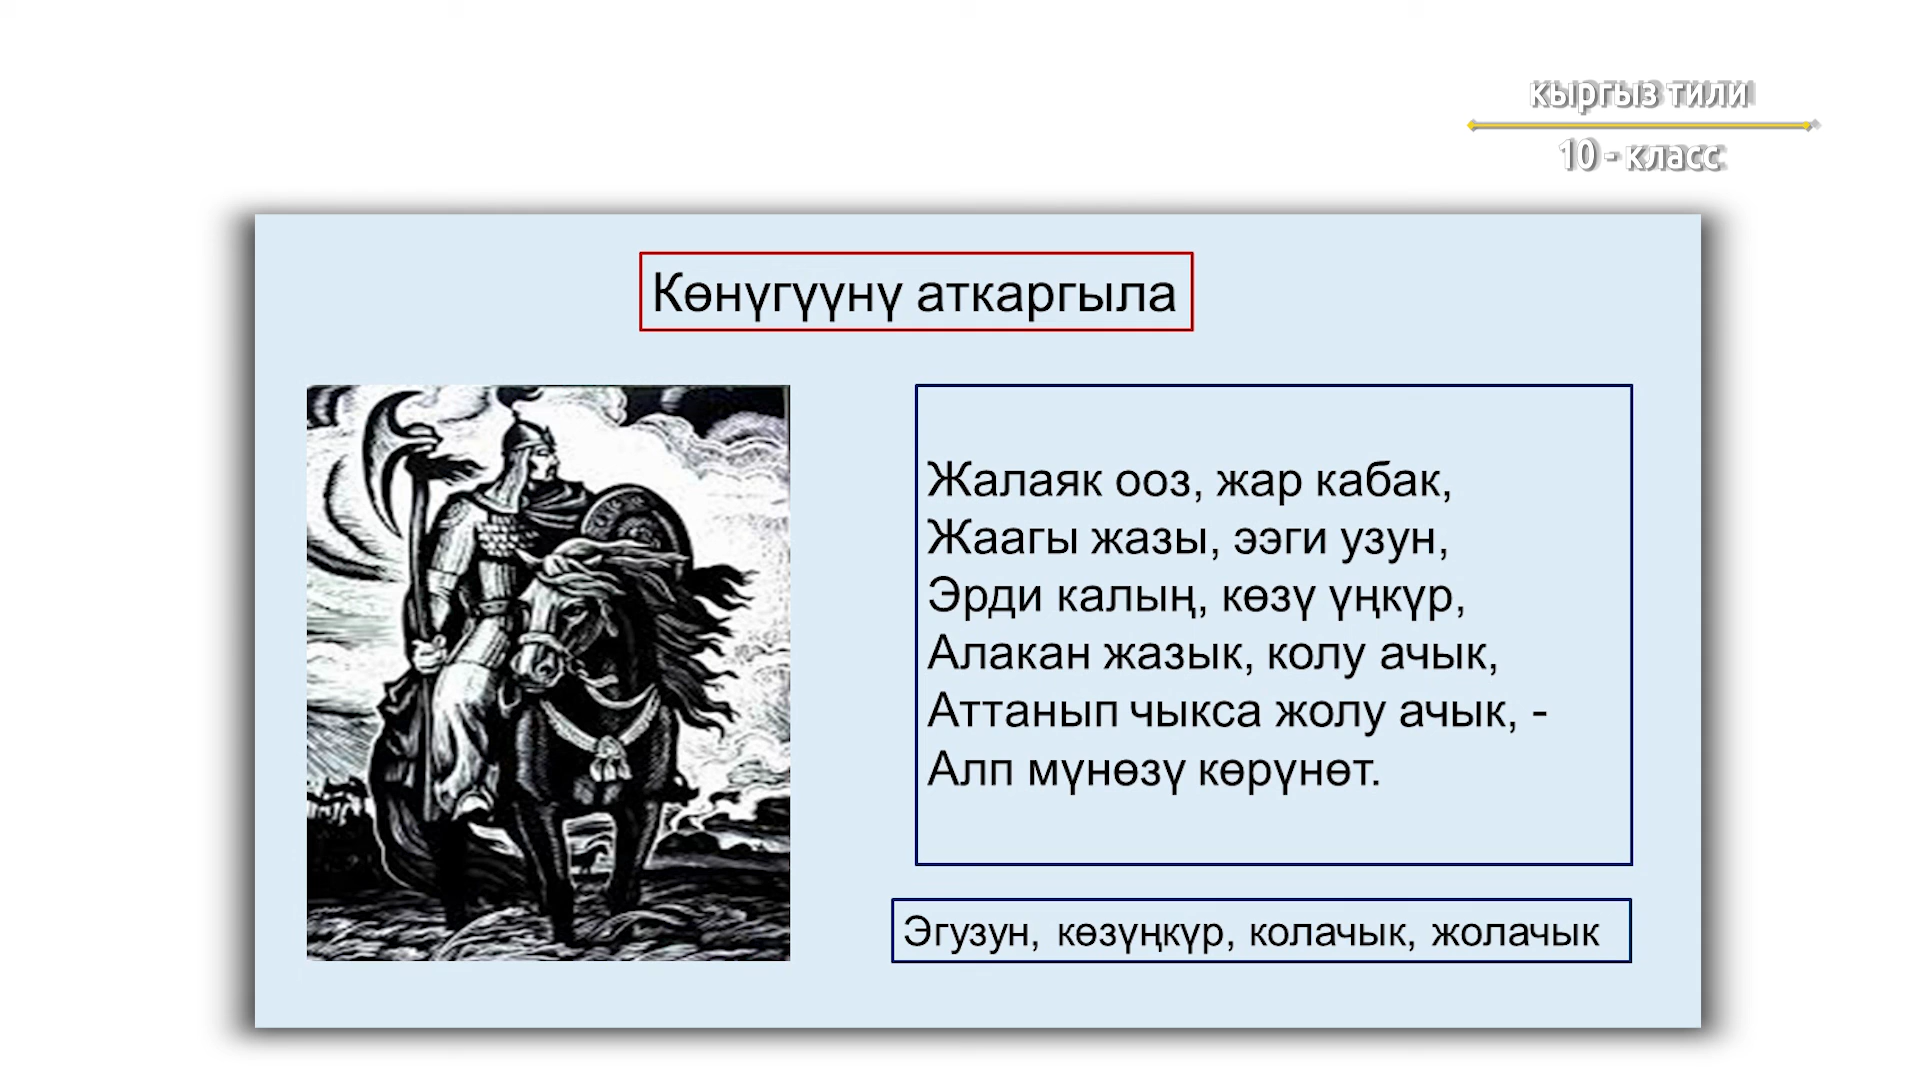 кыргыз тили
10 - класс
Көнүгүүнү аткаргыла
Жалаяк ооз, жар кабак,
Жаагы жазы, ээги узун,
Эрди калың, көзү үңкүр,
Алакан жазык, колу ачык,
Аттанып чыкса жолу ачык, -
Алп мүнөзү көрүнөт.
Эгузун, көзүңкүр, колачык, жолачык